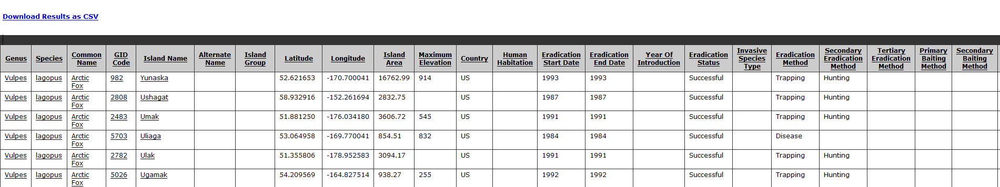 Download Results as CSV
Genus Species Common Name GID Code Island Name Alternate Name Island Group Latitude Longitude Island Area Maximum Elevation Country Human Habitation Eradication Start Date Eradication End Date Year Of Introduction Eradication Status Invasive Species Type Eradication Method Secondary Eradication Method Tertiary Eradication Method Primary Baiting Method Secondary Baiting Method
Vulpes lagopus Arctic Fox 982 Yunaska 52.621653 -170.700041 16762.99 914 US 1993 1993 Successful Trapping Hunting
Vulpes lagopus Arctic Fox 2808 Ushagat 58.932916 -152.261694 2832.75 US 1987 1987 Successful Trapping Hunting
Vulpes lagopus Arctic Fox 2483 Umak 51.881250 -176.034180 3606.72 545 US 1991 1991 Successful Trapping Hunting
Vulpes lagopus Arctic Fox 5703 Uliaga 53.064958 -169.770041 854.51 832 US 1984 1984 Successful Disease
Vulpes lagopus Arctic Fox 2782 Ulak 51.355806 -178.952583 3094.17 US 1991 1991 Successful Trapping Hunting
Vulpes lagopus Arctic Fox 5026 Ugamak 54.209569 -164.827514 938.27 255 US 1992 1992 Successful Trapping Hunting